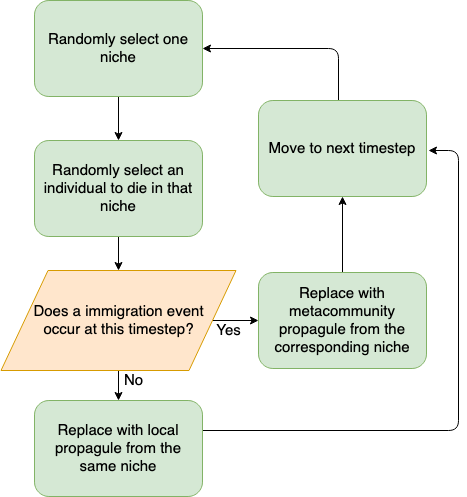 Randomly select one
niche
Randomly select an
individual to die in that
niche
Does a immigration event
occur at this timestep?
Yes
No
Replace with local
propagule from the
same niche
Replace with
metacommunity
propagule from the
corresponding niche
Move to next timestep